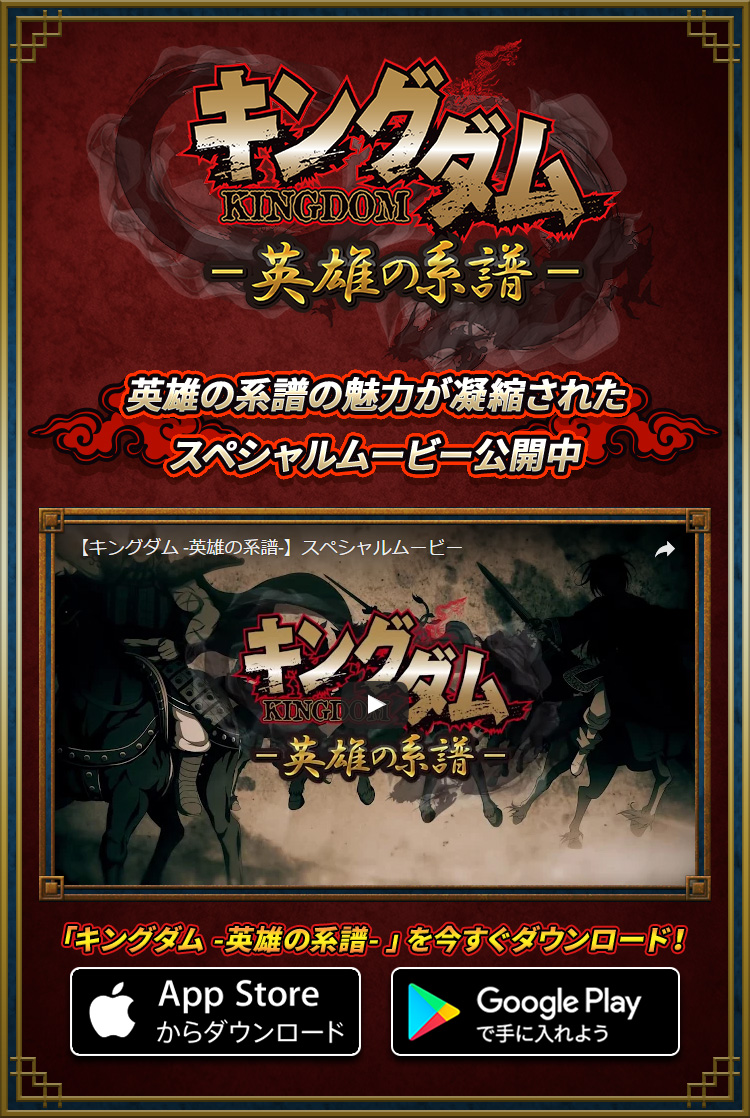 キングダム
KINGDOM
－英雄の系譜－
英雄の系譜の魅力が凝縮された
スペシャルムービー公開中
【キングダム -英雄の系譜-】スペシャルムービー
キングダム
KINGDOM
－英雄の系譜－
「キングダム -英雄の系譜- 」を今すぐダウンロード！
App Store
からダウンロード
Google Play
で手に入れよう